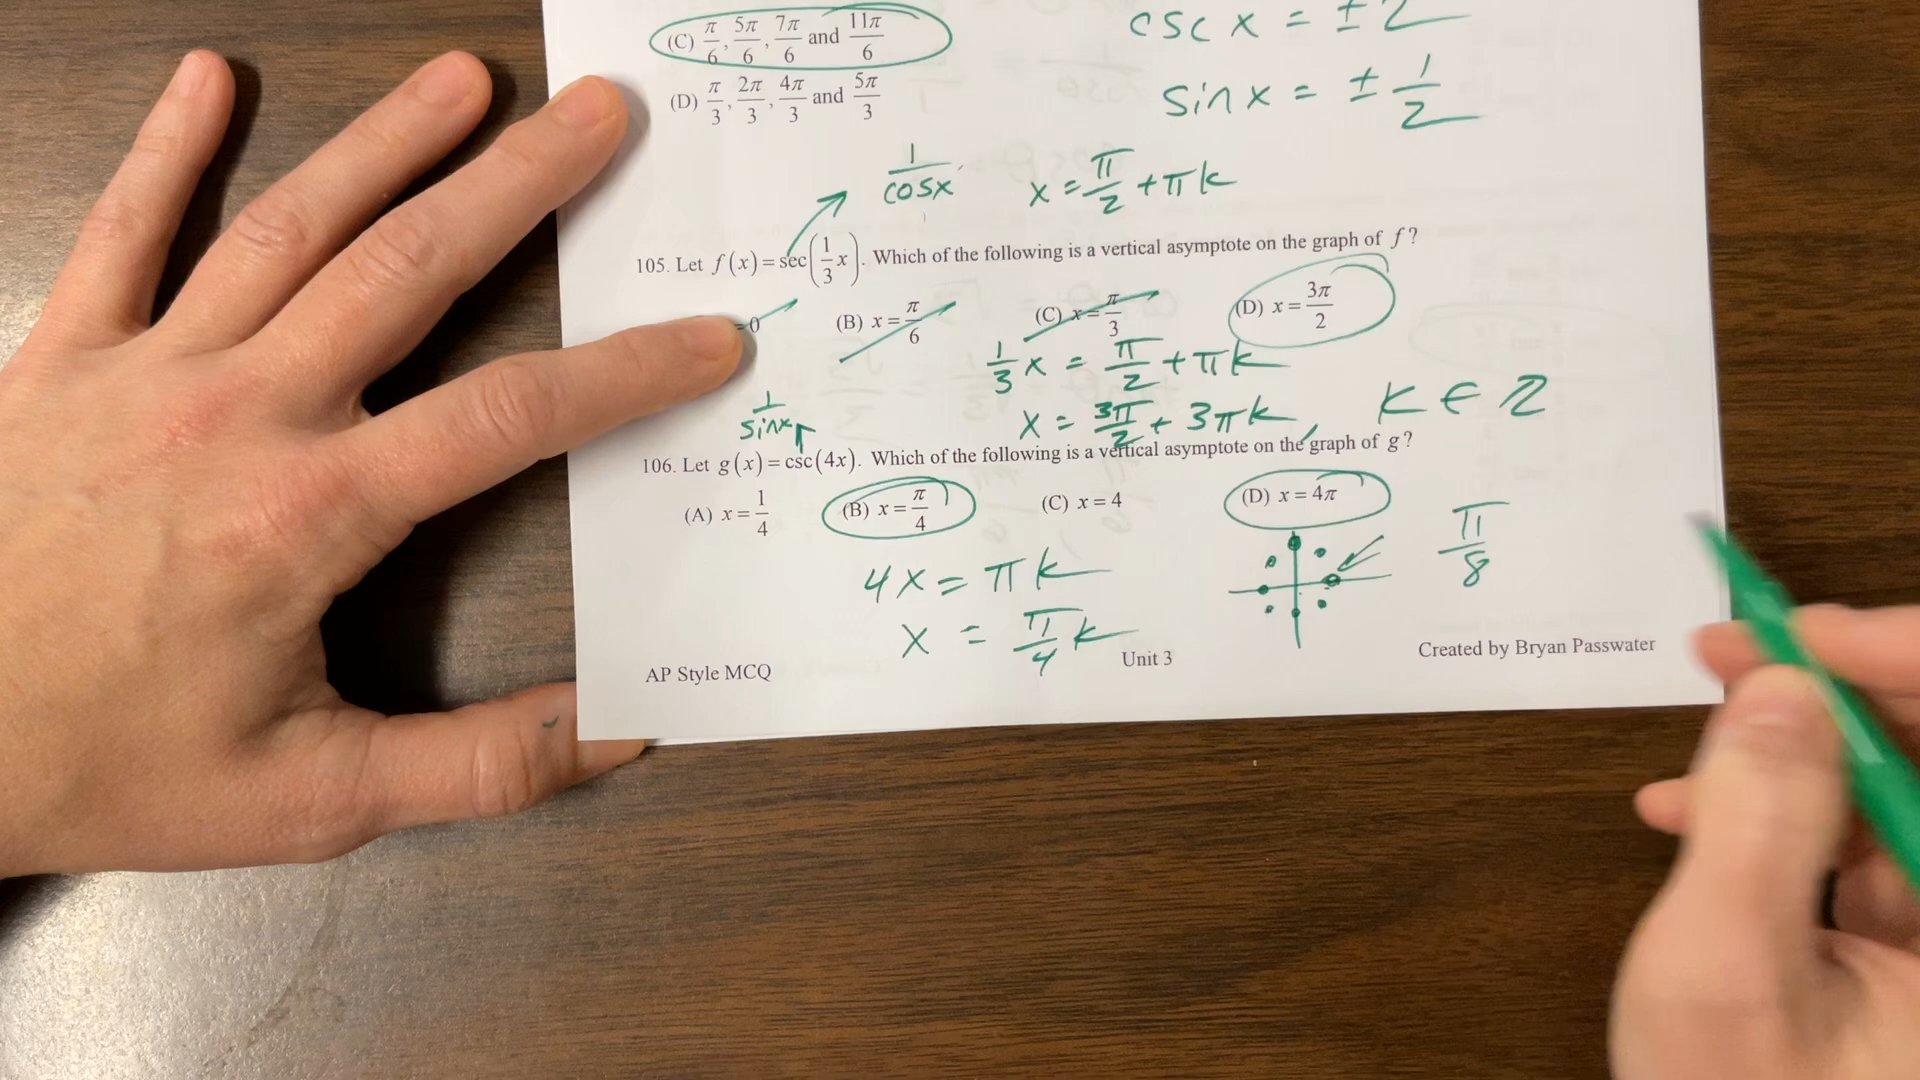 (C) π/6, 5π/6, 7π/6 and 11π/6
csc x = ±2
(D) π/3, 2π/3, 4π/3 and 5π/3
sin x = ± 1/2
1/cosx x = π/2 + πk
105. Let f(x) = sec(1/3 x). Which of the following is a vertical asymptote on the graph of f?
=0 (B) x = π/6 (C) x = π/3 (D) x = 3π/2
1/3 x = π/2 + πk
x = 3π/2 + 3πk, k ∈ ℤ
1/sinx
106. Let g(x) = csc(4x). Which of the following is a vertical asymptote on the graph of g?
(A) x = 1/4 (B) x = π/4 (C) x = 4 (D) x = 4π
π/8
4x = πk
x = π/4 k
AP Style MCQ Unit 3 Created by Bryan Passwater